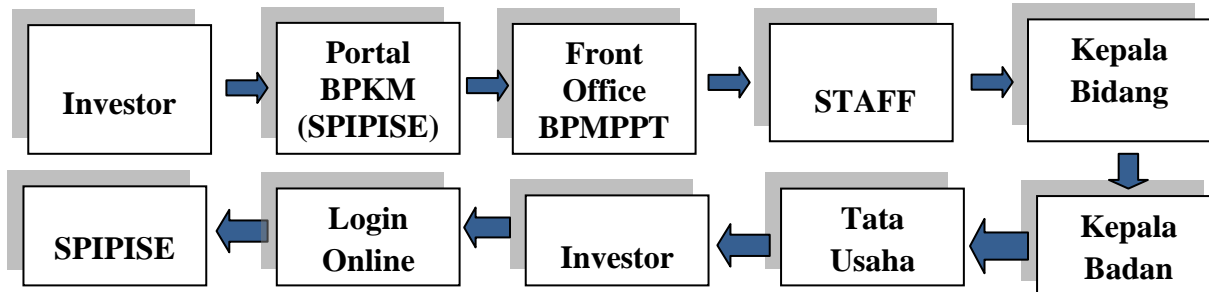 Investor
Portal
BPKM
(SPIPISE)
Front
Office
BPMPPT
STAFF
Kepala
Bidang
Kepala
Badan
Tata
Usaha
Investor
Login
Online
SPIPISE